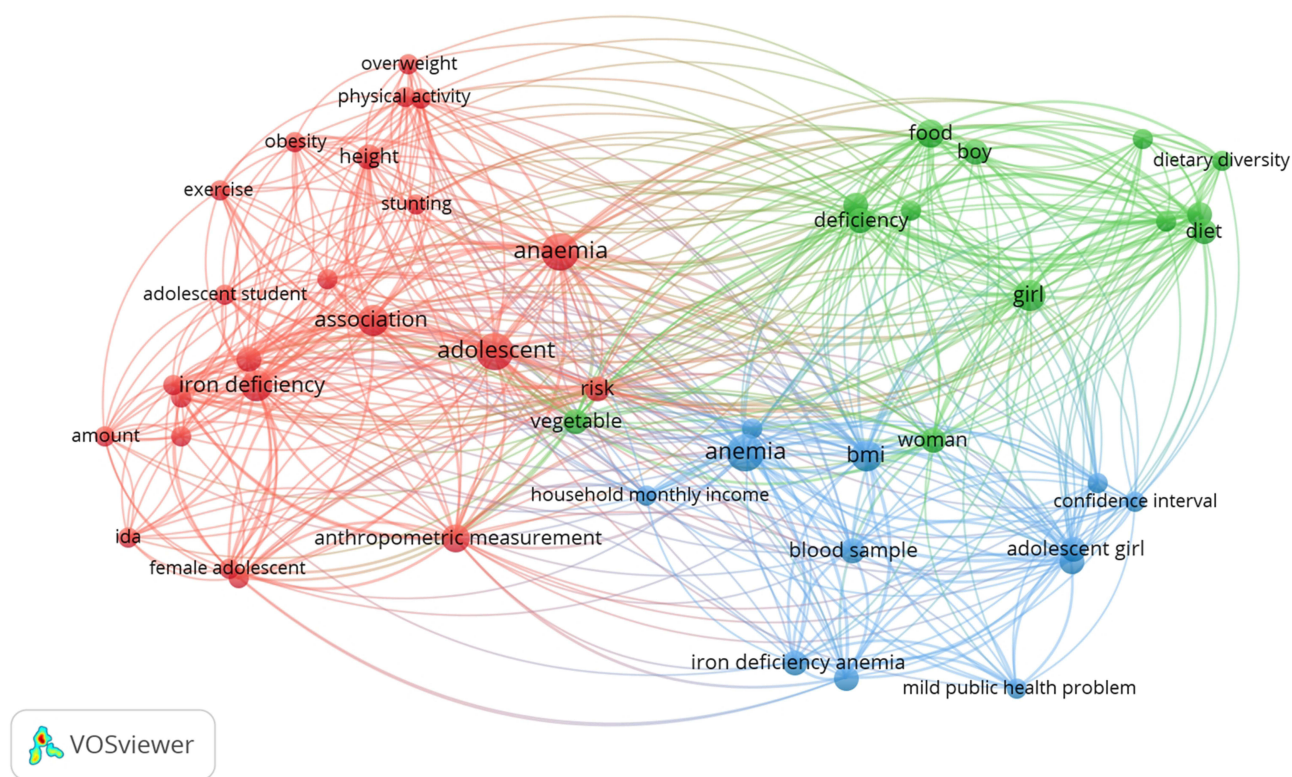 overweight
physical activity
obesity
height
exercise
stunting
anaemia
adolescent student
association
adolescent
iron deficiency
risk
vegetable
amount
ida
female adolescent
anthropometric measurement
food
boy
dietary diversity
deficiency
diet
girl
woman
anemia
bmi
household monthly income
confidence interval
blood sample
adolescent girl
iron deficiency anemia
mild public health problem
VOSviewer